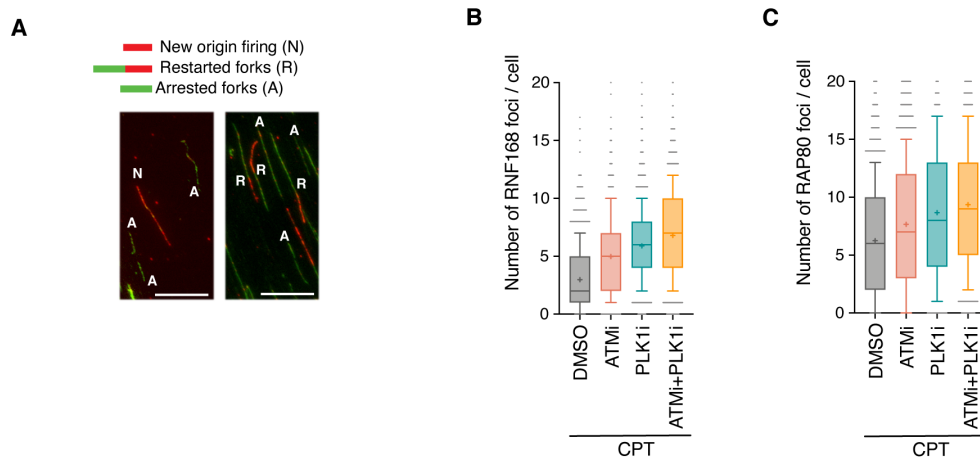 A
New origin firing (N)
Restarted forks (R)
Arrested forks (A)
N
A
A
A
A
A
R
R
R
A
B
Number of RNF168 foci / cell
20
15
10
5
0
DMSO
ATMi
PLK1i
ATMi+PLK1i
CPT
C
Number of RAP80 foci / cell
20
15
10
5
0
DMSO
ATMi
PLK1i
ATMi+PLK1i
CPT